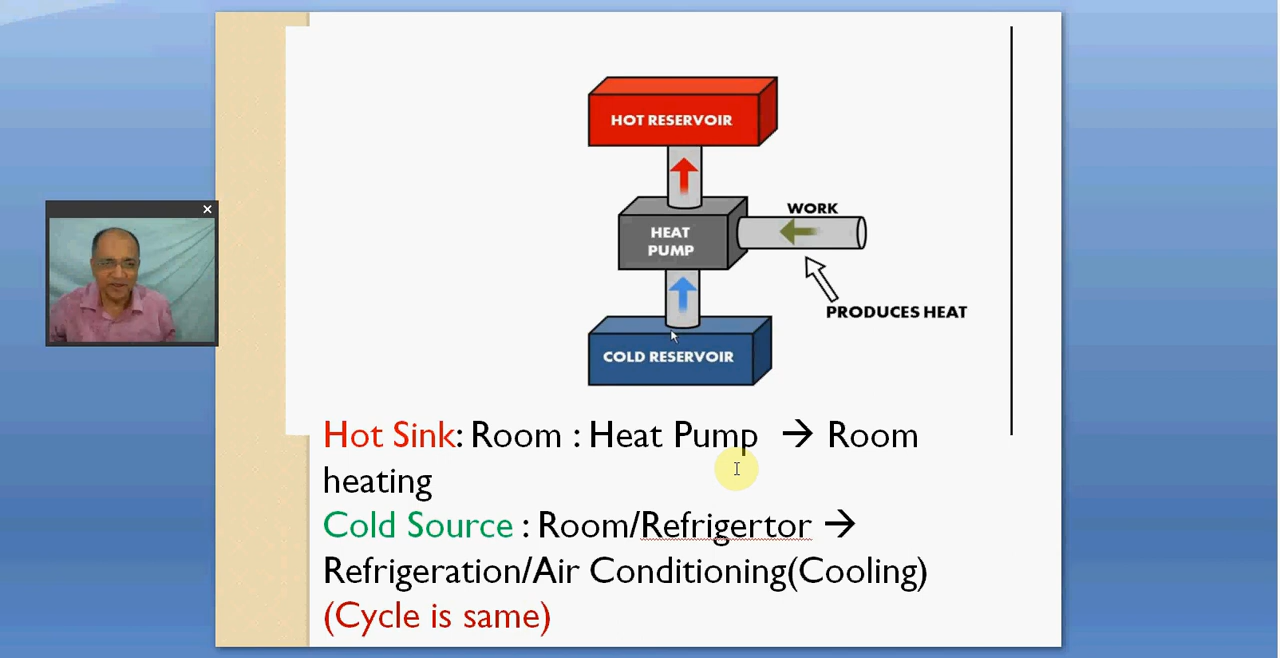 HOT RESERVOIR
WORK
HEAT
PUMP
PRODUCES HEAT
COLD RESERVOIR
Hot Sink: Room : Heat Pump → Room
heating
Cold Source : Room/Refrigertor →
Refrigeration/Air Conditioning(Cooling)
(Cycle is same)